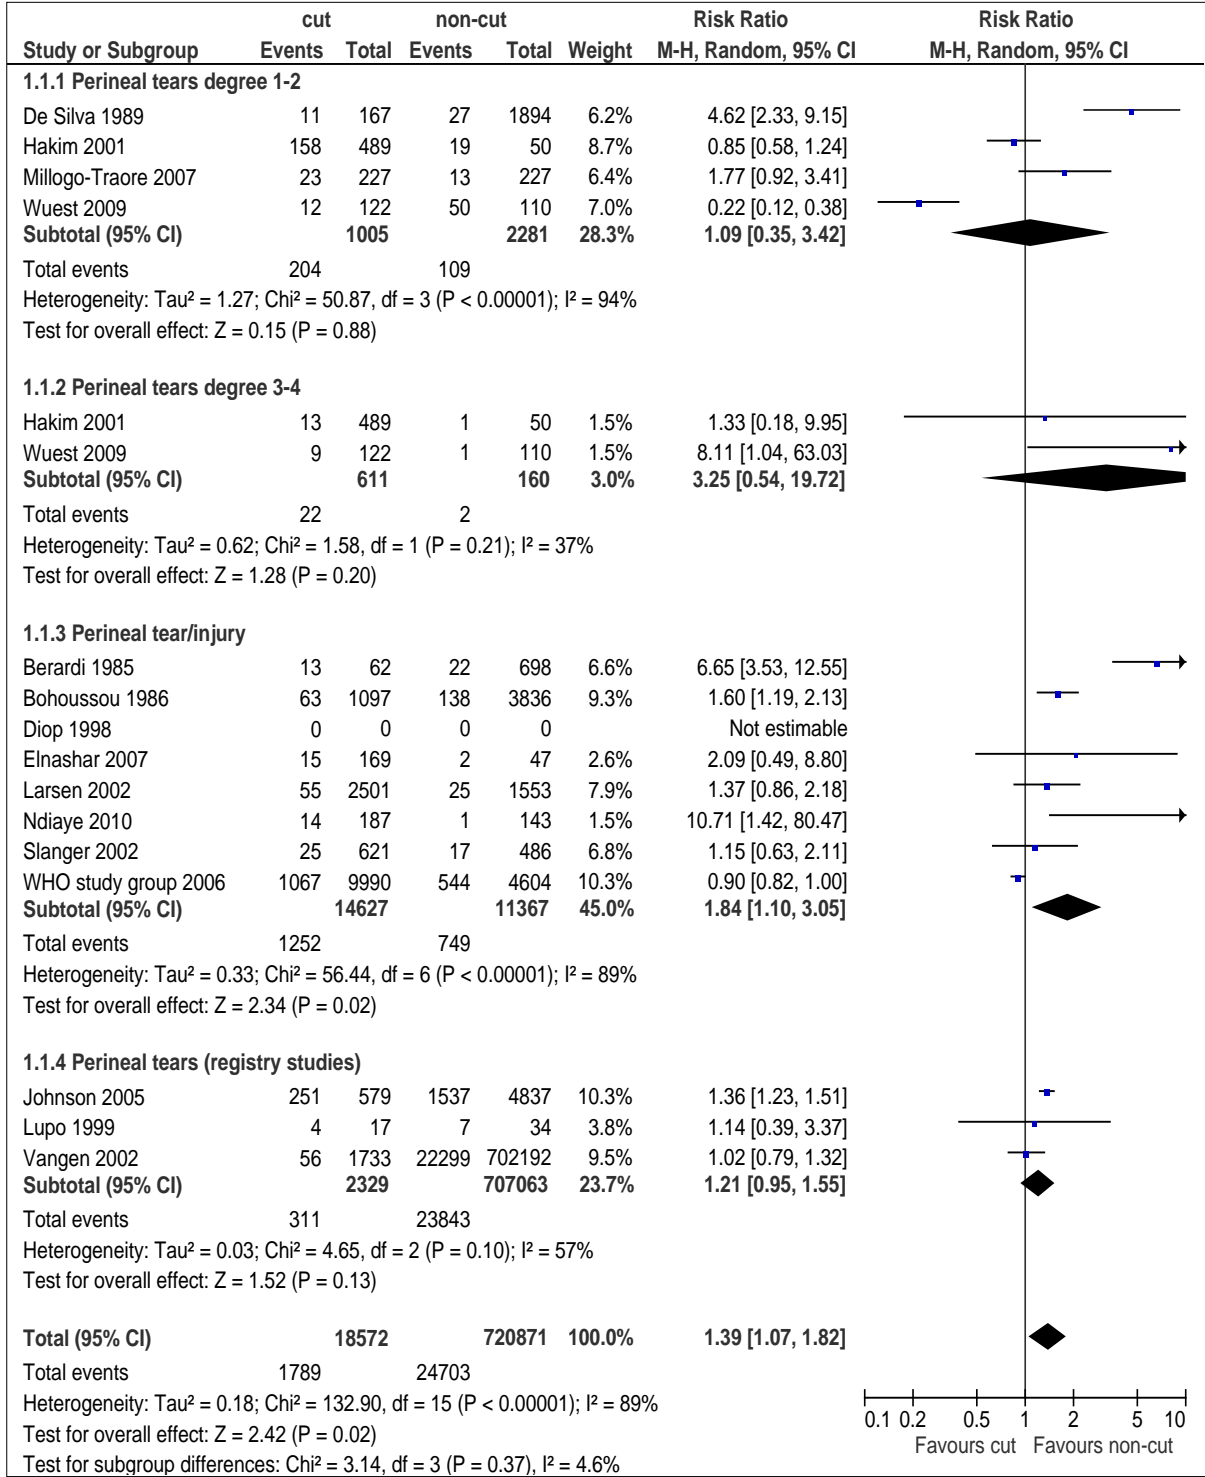 cut non-cut Risk Ratio Risk Ratio
Study or Subgroup Events Total Events Total Weight M-H, Random, 95% CI M-H, Random, 95% CI
1.1.1 Perineal tears degree 1-2
De Silva 1989 11 167 27 1894 6.2% 4.62 [2.33, 9.15]
Hakim 2001 158 489 19 50 8.7% 0.85 [0.58, 1.24]
Millogo-Traore 2007 23 227 13 227 6.4% 1.77 [0.92, 3.41]
Wuest 2009 12 122 50 110 7.0% 0.22 [0.12, 0.38]
Subtotal (95% CI) 1005 2281 28.3% 1.09 [0.35, 3.42]
Total events 204 109
Heterogeneity: Tau² = 1.27; Chi² = 50.87, df = 3 (P < 0.00001); I² = 94%
Test for overall effect: Z = 0.15 (P = 0.88)
1.1.2 Perineal tears degree 3-4
Hakim 2001 13 489 1 50 1.5% 1.33 [0.18, 9.95]
Wuest 2009 9 122 1 110 1.5% 8.11 [1.04, 63.03]
Subtotal (95% CI) 611 160 3.0% 3.25 [0.54, 19.72]
Total events 22 2
Heterogeneity: Tau² = 0.62; Chi² = 1.58, df = 1 (P = 0.21); I² = 37%
Test for overall effect: Z = 1.28 (P = 0.20)
1.1.3 Perineal tear/injury
Berardi 1985 13 62 22 698 6.6% 6.65 [3.53, 12.55]
Bohoussou 1986 63 1097 138 3836 9.3% 1.60 [1.19, 2.13]
Diop 1998 0 0 0 0 Not estimable
Elnashar 2007 15 169 2 47 2.6% 2.09 [0.49, 8.80]
Larsen 2002 55 2501 25 1553 7.9% 1.37 [0.86, 2.18]
Ndiaye 2010 14 187 1 143 1.5% 10.71 [1.42, 80.47]
Slanger 2002 25 621 17 486 6.8% 1.15 [0.63, 2.11]
WHO study group 2006 1067 9990 544 4604 10.3% 0.90 [0.82, 1.00]
Subtotal (95% CI) 14627 11367 45.0% 1.84 [1.10, 3.05]
Total events 1252 749
Heterogeneity: Tau² = 0.33; Chi² = 56.44, df = 6 (P < 0.00001); I² = 89%
Test for overall effect: Z = 2.34 (P = 0.02)
1.1.4 Perineal tears (registry studies)
Johnson 2005 251 579 1537 4837 10.3% 1.36 [1.23, 1.51]
Lupo 1999 4 17 7 34 3.8% 1.14 [0.39, 3.37]
Vangen 2002 56 1733 22299 702192 9.5% 1.02 [0.79, 1.32]
Subtotal (95% CI) 2329 707063 23.7% 1.21 [0.95, 1.55]
Total events 311 23843
Heterogeneity: Tau² = 0.03; Chi² = 4.65, df = 2 (P = 0.10); I² = 57%
Test for overall effect: Z = 1.52 (P = 0.13)
Total (95% CI) 18572 720871 100.0% 1.39 [1.07, 1.82]
Total events 1789 24703
Heterogeneity: Tau² = 0.18; Chi² = 132.90, df = 15 (P < 0.00001); I² = 89%
Test for overall effect: Z = 2.42 (P = 0.02)
Test for subgroup differences: Chi² = 3.14, df = 3 (P = 0.37), I² = 4.6%
0.1 0.2 0.5 1 2 5 10
Favours cut Favours non-cut